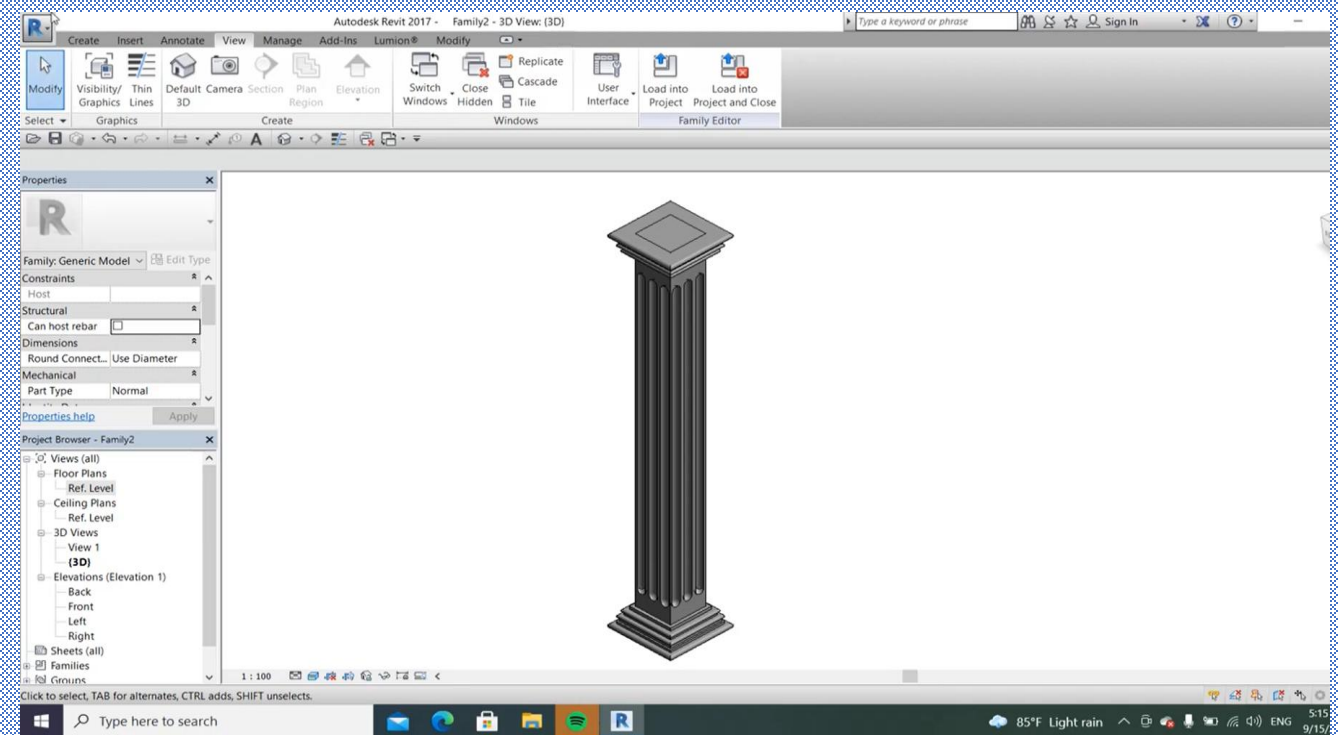 Autodesk Revit 2017 - Family2 - 3D View: {3D}
Type a keyword or phrase
Sign In
Create Insert Annotate View Manage Add-Ins Lumion® Modify
Modify
Visibility/ Graphics
Thin Lines
Default 3D
Camera
Section
Plan Region
Elevation
Switch Windows
Close Hidden
Replicate
Cascade
Tile
User Interface
Load into Project
Load into Project and Close
Select
Graphics
Create
Windows
Family Editor
Properties
Family: Generic Model
Edit Type
Constraints
Host
Structural
Can host rebar
Dimensions
Round Connect... Use Diameter
Mechanical
Part Type Normal
Properties help
Apply
Project Browser - Family2
Views (all)
Floor Plans
Ref. Level
Ceiling Plans
Ref. Level
3D Views
View 1
{3D}
Elevations (Elevation 1)
Back
Front
Left
Right
Sheets (all)
Families
Groups
1 : 100
Click to select, TAB for alternates, CTRL adds, SHIFT unselects.
Type here to search
85°F Light rain
ENG
5:15
9/15/